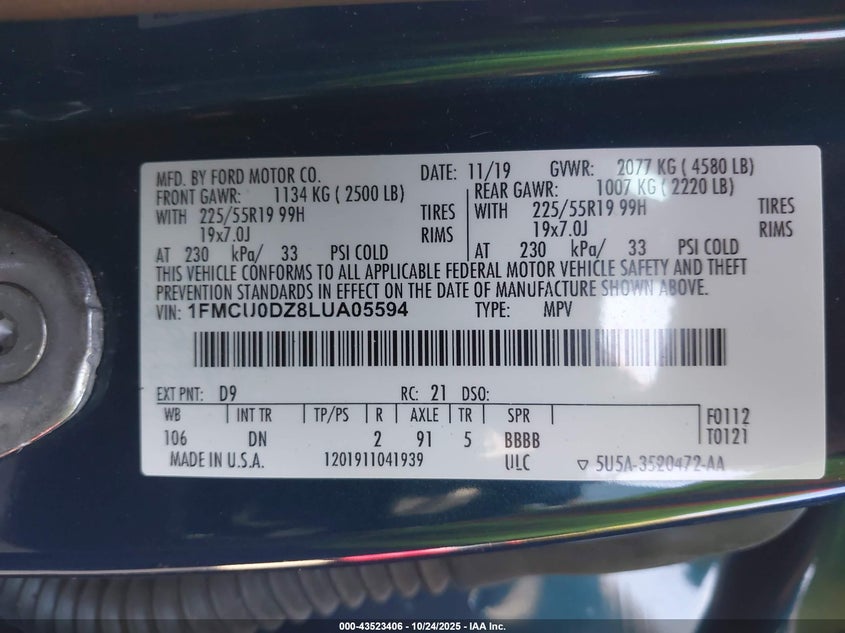 MFD. BY FORD MOTOR CO. DATE: 11/19 GVWR: 2077 KG ( 4580 LB)
FRONT GAWR: 1134 KG ( 2500 LB) REAR GAWR: 1007 KG ( 2220 LB)
WITH 225/55R19 99H TIRES WITH 225/55R19 99H TIRES
19x7.0J RIMS 19x7.0J RIMS
AT 230 kPa/ 33 PSI COLD AT 230 kPa/ 33 PSI COLD
THIS VEHICLE CONFORMS TO ALL APPLICABLE FEDERAL MOTOR VEHICLE SAFETY AND THEFT
PREVENTION STANDARDS IN EFFECT ON THE DATE OF MANUFACTURE SHOWN ABOVE.
VIN: 1FMCU0DZ8LUA05594 TYPE: MPV
EXT PNT: D9 RC: 21 DSO:
WB INT TR TP/PS R AXLE TR SPR F0112
106 DN 2 91 5 BBBB T0121
MADE IN U.S.A. 1201911041939 ULC ▽ 5U5A-3520472-AA
000-43523406 - 10/24/2025 - IAA Inc.